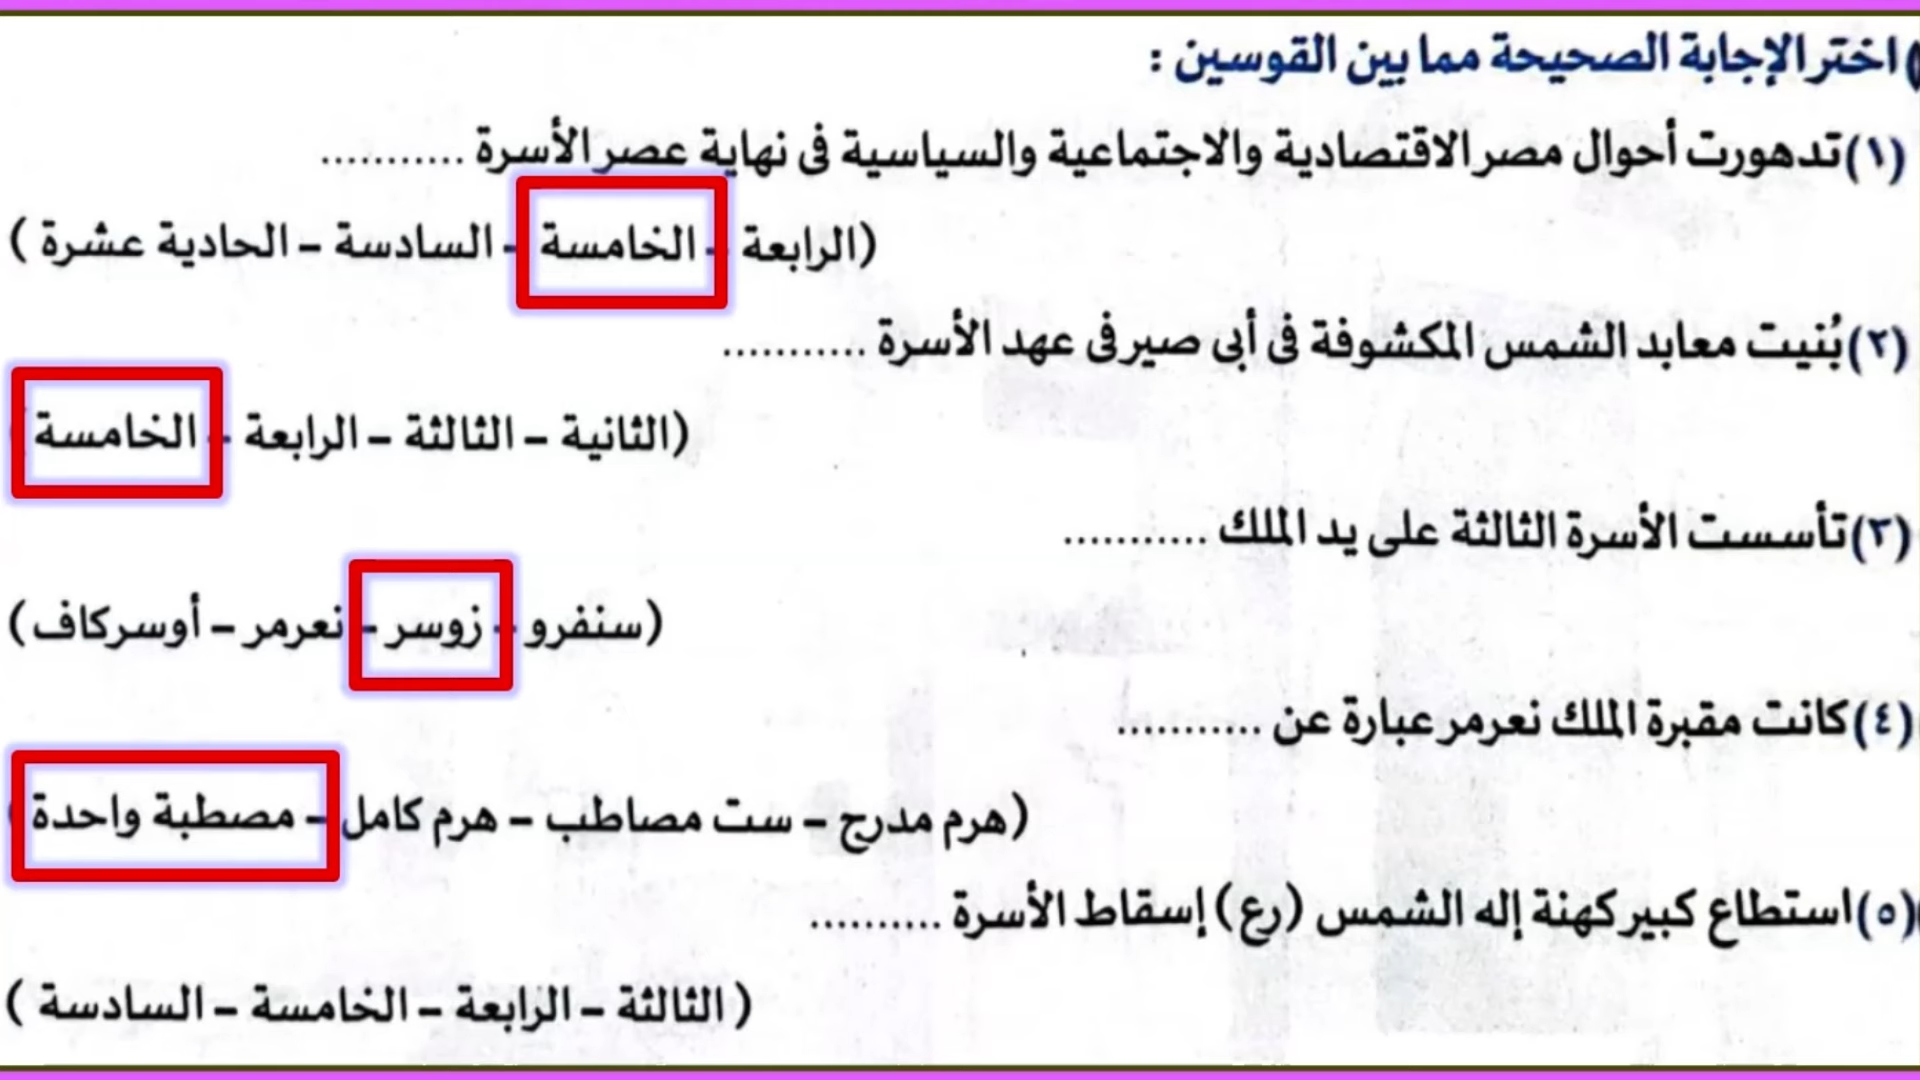 اختر الإجابة الصحيحة مما بين القوسين :
(١) تدهورت أحوال مصر الاقتصادية والاجتماعية والسياسية فى نهاية عصر الأسرة ...........
(الرابعة - الخامسة - السادسة - الحادية عشرة )
(٢) بُنيت معابد الشمس المكشوفة فى أبى صير فى عهد الأسرة ...........
(الثانية - الثالثة - الرابعة - الخامسة
(٣) تأسست الأسرة الثالثة على يد الملك ...........
(سنفرو - زوسر - نعرمر - أوسركاف)
(٤) كانت مقبرة الملك نعرمر عبارة عن ...........
(هرم مدرج - ست مصاطب - هرم كامل - مصطبة واحدة
(٥) استطاع كبير كهنة إله الشمس (رع) إسقاط الأسرة ..........
( الثالثة - الرابعة - الخامسة - السادسة )